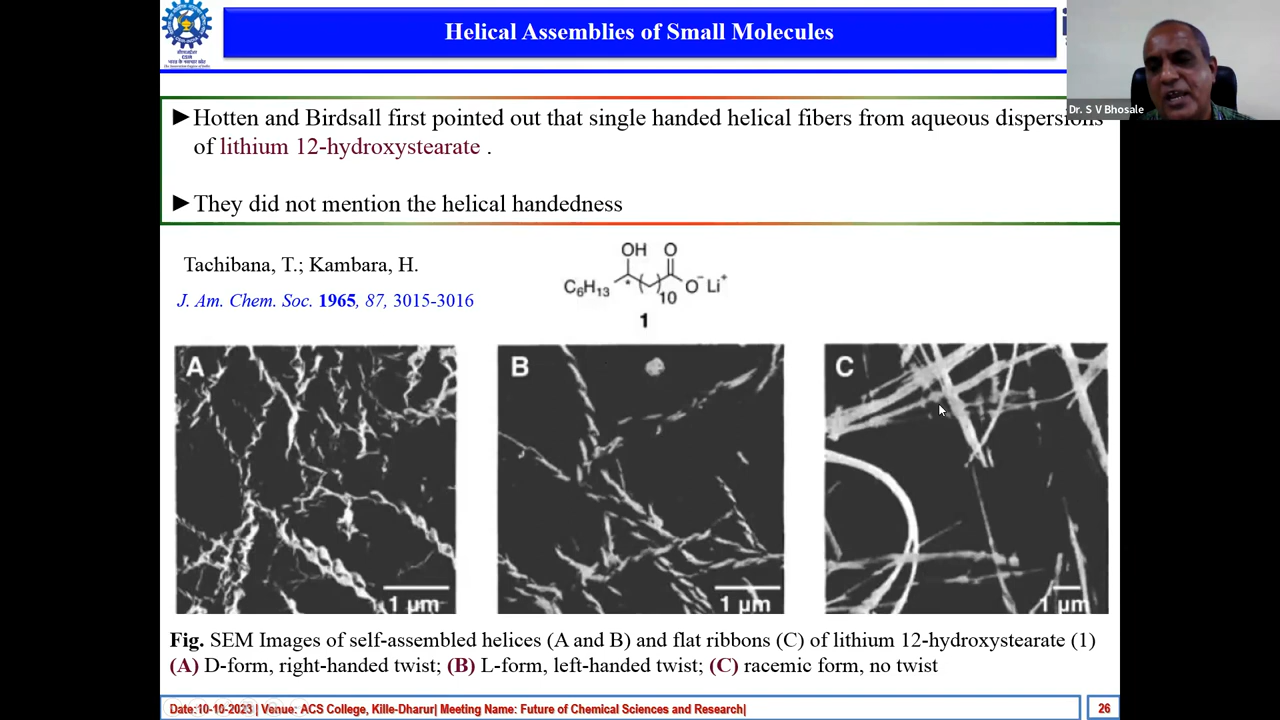 Helical Assemblies of Small Molecules
CSIR
Dr. S V Bhosale
►Hotten and Birdsall first pointed out that single handed helical fibers from aqueous dispersions
of lithium 12-hydroxystearate .
►They did not mention the helical handedness
Tachibana, T.; Kambara, H.
J. Am. Chem. Soc. 1965, 87, 3015-3016
OH O
C6H13 * ( ) 10 O- Li+
1
A
B
C
1 µm
1 µm
1 µm
Fig. SEM Images of self-assembled helices (A and B) and flat ribbons (C) of lithium 12-hydroxystearate (1)
(A) D-form, right-handed twist; (B) L-form, left-handed twist; (C) racemic form, no twist
Date:10-10-2023| Venue: ACS College, Kille-Dharur| Meeting Name: Future of Chemical Sciences and Research|
26